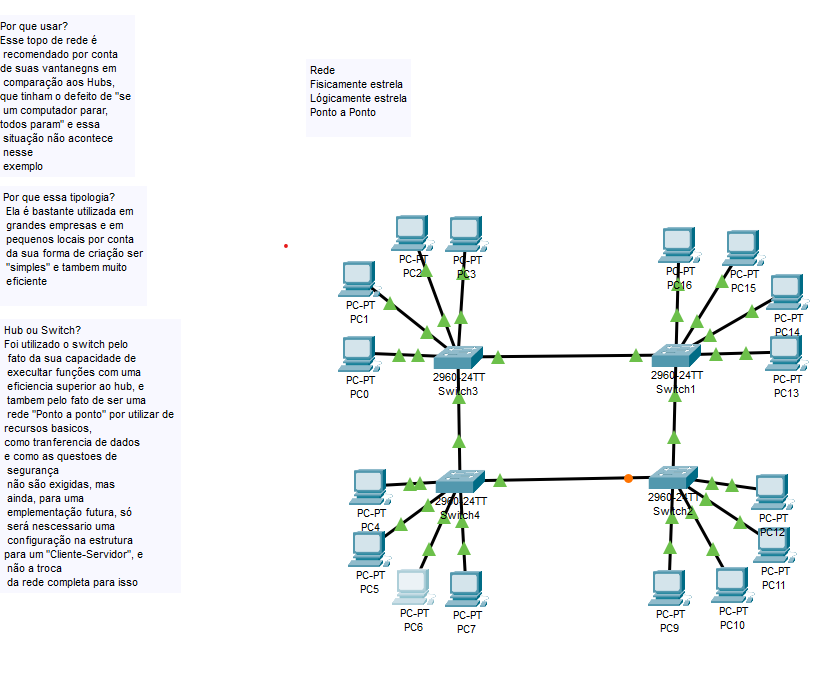 Por que usar?
Esse topo de rede é
recomendado por conta
de suas vantanegns em
comparação aos Hubs,
que tinham o defeito de "se
um computador parar,
todos param" e essa
situação não acontece
nesse
exemplo
Rede
Fisicamente estrela
Lógicamente estrela
Ponto a Ponto
Por que essa tipologia?
Ela é bastante utilizada em
grandes empresas e em
pequenos locais por conta
da sua forma de criação ser
"simples" e tambem muito
eficiente
Hub ou Switch?
Foi utilizado o switch pelo
fato da sua capacidade de
execultar funções com uma
eficiencia superior ao hub, e
tambem pelo fato de ser uma
rede "Ponto a ponto" por utilizar de
recursos basicos,
como tranferencia de dados
e como as questoes de
segurança
não são exigidas, mas
ainda, para uma
emplementação futura, só
será nescessario uma
configuração na estrutura
para um "Cliente-Servidor", e
não a troca
da rede completa para isso
PC-PT
PC2
PC-PT
PC3
PC-PT
PC1
PC-PT
PC0
2960-24TT
Switch3
PC-PT
PC16
PC-PT
PC15
PC-PT
PC14
PC-PT
PC13
2960-24TT
Switch1
2960-24TT
Switch4
PC-PT
PC4
PC-PT
PC5
PC-PT
PC6
PC-PT
PC7
2960-24TT
Switch2
PC-PT
PC12
PC-PT
PC11
PC-PT
PC10
PC-PT
PC9